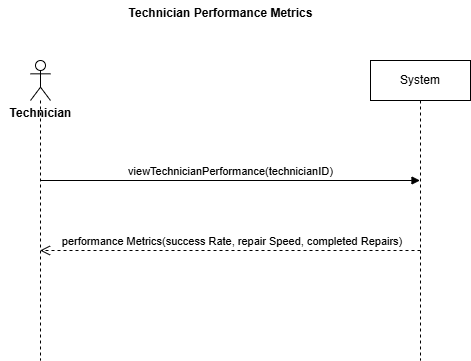 Technician Performance Metrics
System
Technician
viewTechnicianPerformance(technicianID)
performance Metrics(success Rate, repair Speed, completed Repairs)